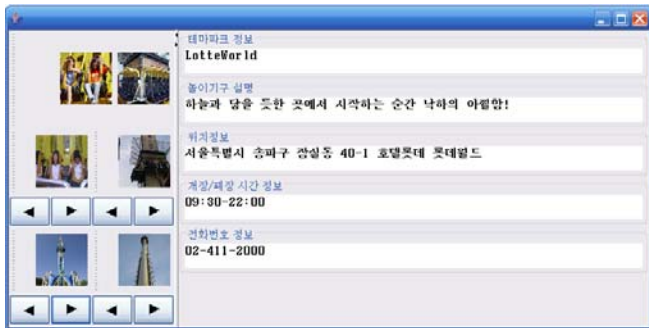 테마파크 정보
LotteWorld
놀이기구 설명
하늘과 닿을 듯한 곳에서 시작하는 순간 낙하의 아찔함!
위치정보
서울특별시 송파구 잠실동 40-1 호텔롯데 롯데월드
개장/폐장 시간 정보
09:30-22:00
전화번호 정보
02-411-2000